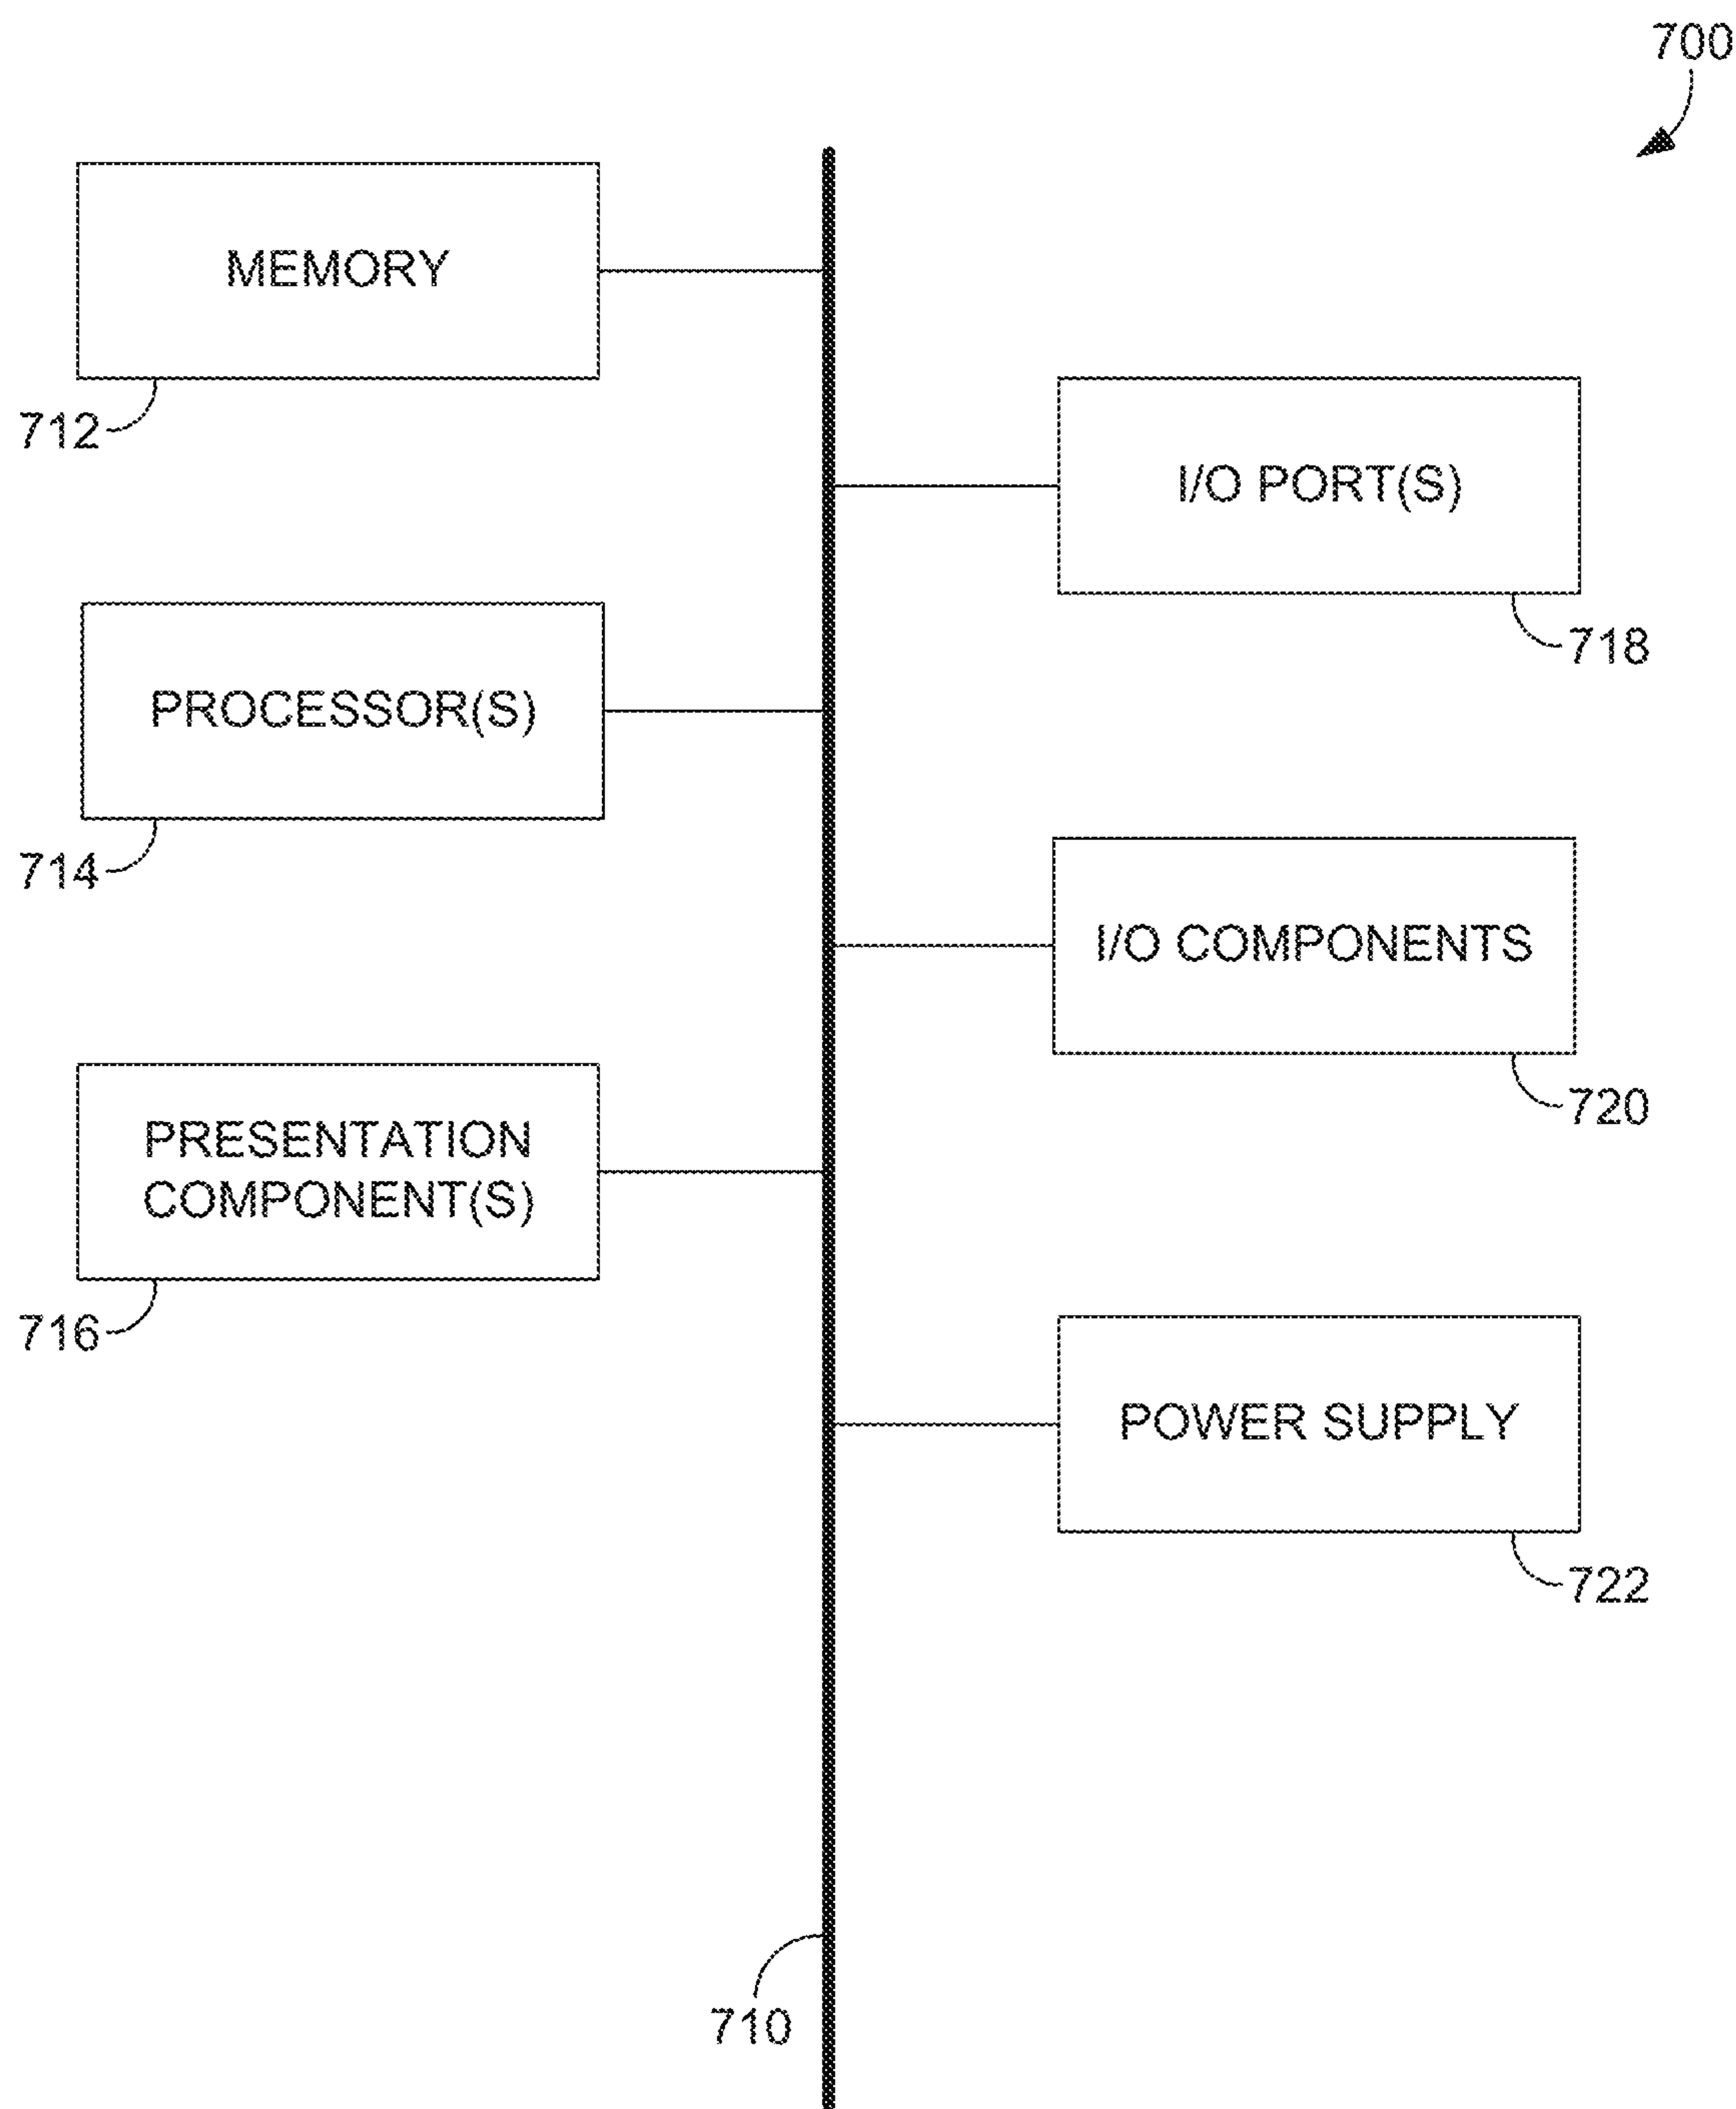 700
MEMORY
712
I/O PORT(S)
718
PROCESSOR(S)
714
I/O COMPONENTS
720
PRESENTATION
COMPONENT(S)
716
POWER SUPPLY
722
710